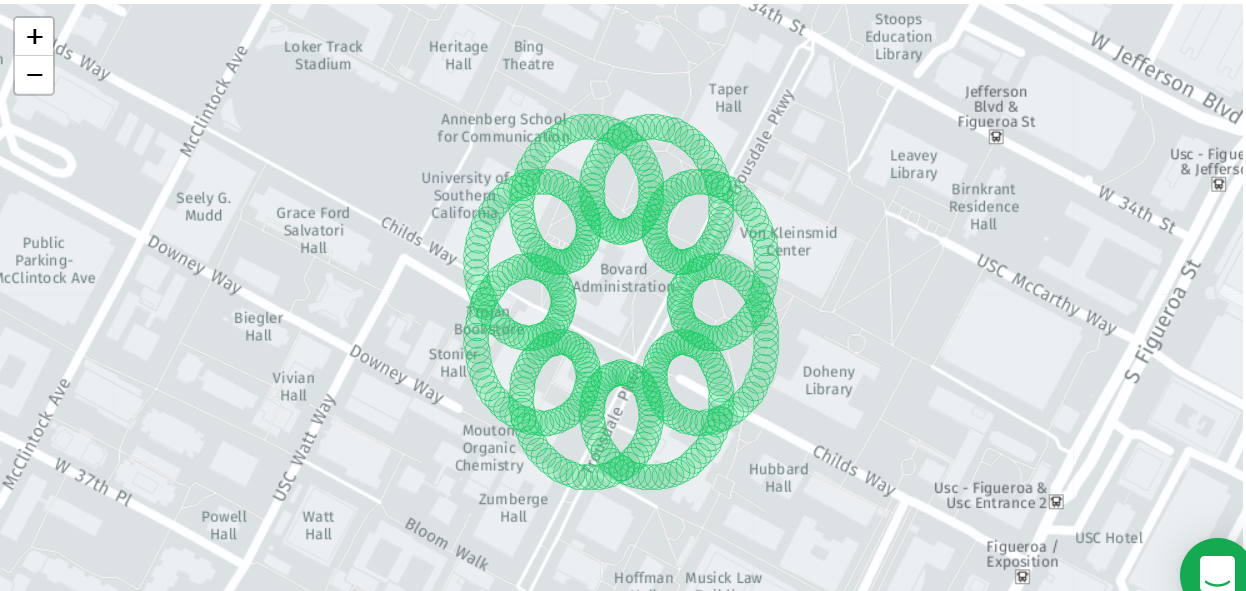 +
−
lds Way
McClintock Ave
Loker Track
Stadium
Heritage
Hall
Bing
Theatre
34th St
Stoops
Education
Library
W Jefferson Blvd
Taper
Hall
Jefferson
Blvd &
Figueroa St
Annenberg School
for Communication
Trousdale Pkwy
Leavey
Library
Usc - Figue
& Jefferso
University of
Southern
California
Birnkrant
Residence
Hall
W 34th St
Seely G.
Mudd
Grace Ford
Salvatori
Hall
Childs Way
Von Kleinsmid
Center
Public
Parking-
McClintock Ave
Downey Way
Bovard
Administration
USC McCarthy Way
S Figueroa St
Biegler
Hall
Trojan
Bookstore
Stonier
Hall
Downey Way
Vivian
Hall
Doheny
Library
McClintock Ave
USC Watt Way
Trousdale Pkwy
Mouton
Organic
Chemistry
Childs Way
W 37th Pl
Hubbard
Hall
Zumberge
Hall
Usc - Figueroa &
Usc Entrance 2
Powell
Hall
Watt
Hall
Bloom Walk
USC Hotel
Figueroa /
Exposition
Hoffman
Musick Law